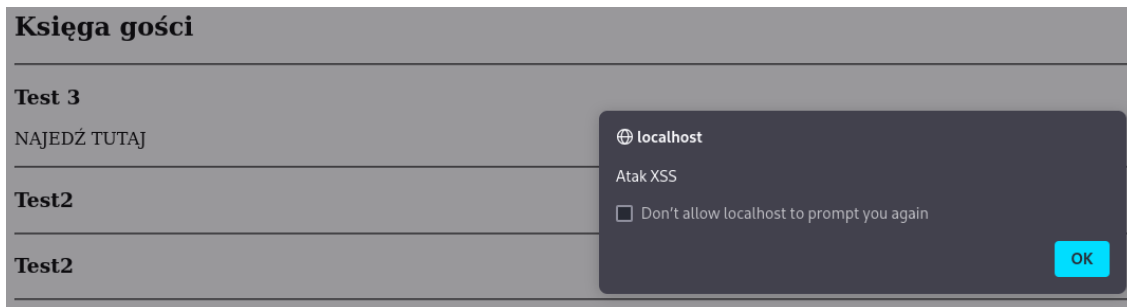 Księga gości
Test 3
NAJEDŹ TUTAJ
localhost
Atak XSS
Don't allow localhost to prompt you again
OK
Test2
Test2